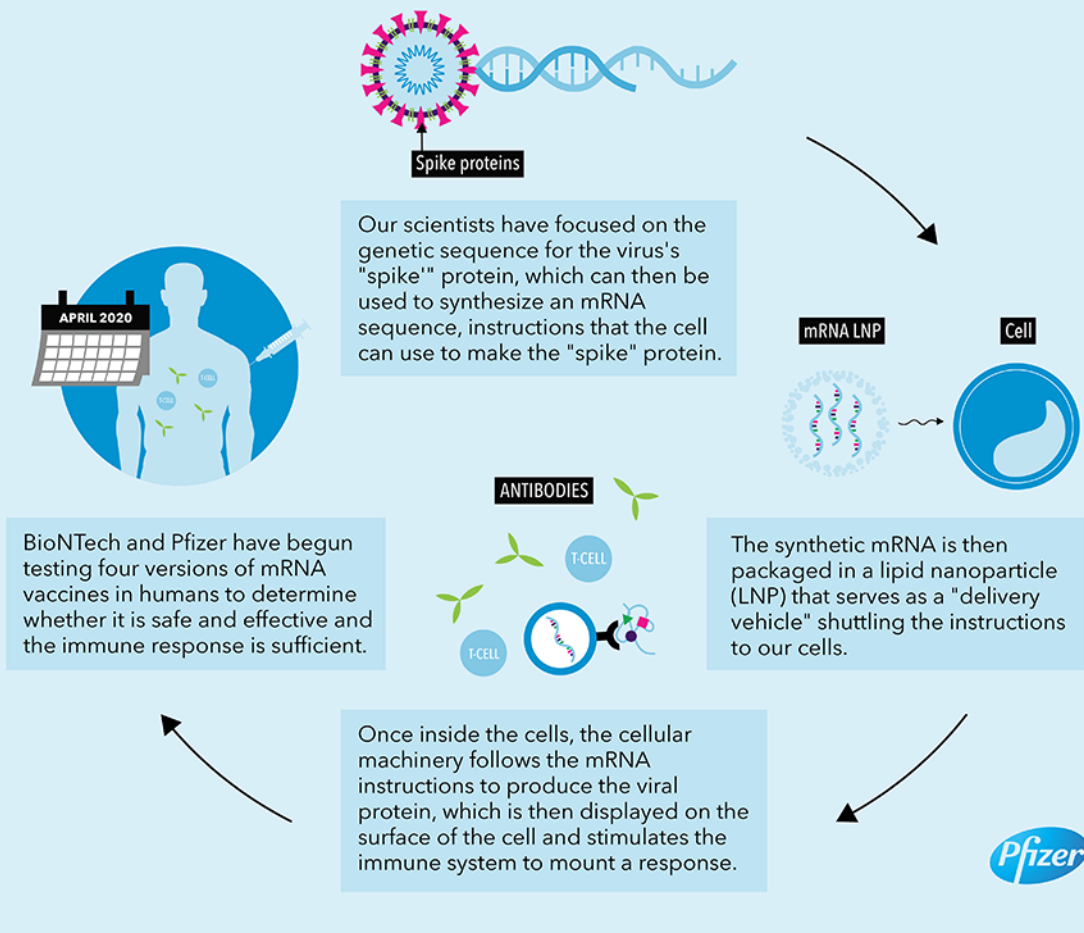 Spike proteins
Our scientists have focused on the
genetic sequence for the virus's
"spike'" protein, which can then be
used to synthesize an mRNA
sequence, instructions that the cell
can use to make the "spike" protein.
mRNA LNP
Cell
The synthetic mRNA is then
packaged in a lipid nanoparticle
(LNP) that serves as a "delivery
vehicle" shuttling the instructions
to our cells.
ANTIBODIES
T-CELL
T-CELL
Once inside the cells, the cellular
machinery follows the mRNA
instructions to produce the viral
protein, which is then displayed on the
surface of the cell and stimulates the
immune system to mount a response.
APRIL 2020
T-CELL
T-CELL
BioNTech and Pfizer have begun
testing four versions of mRNA
vaccines in humans to determine
whether it is safe and effective and
the immune response is sufficient.
Pfizer